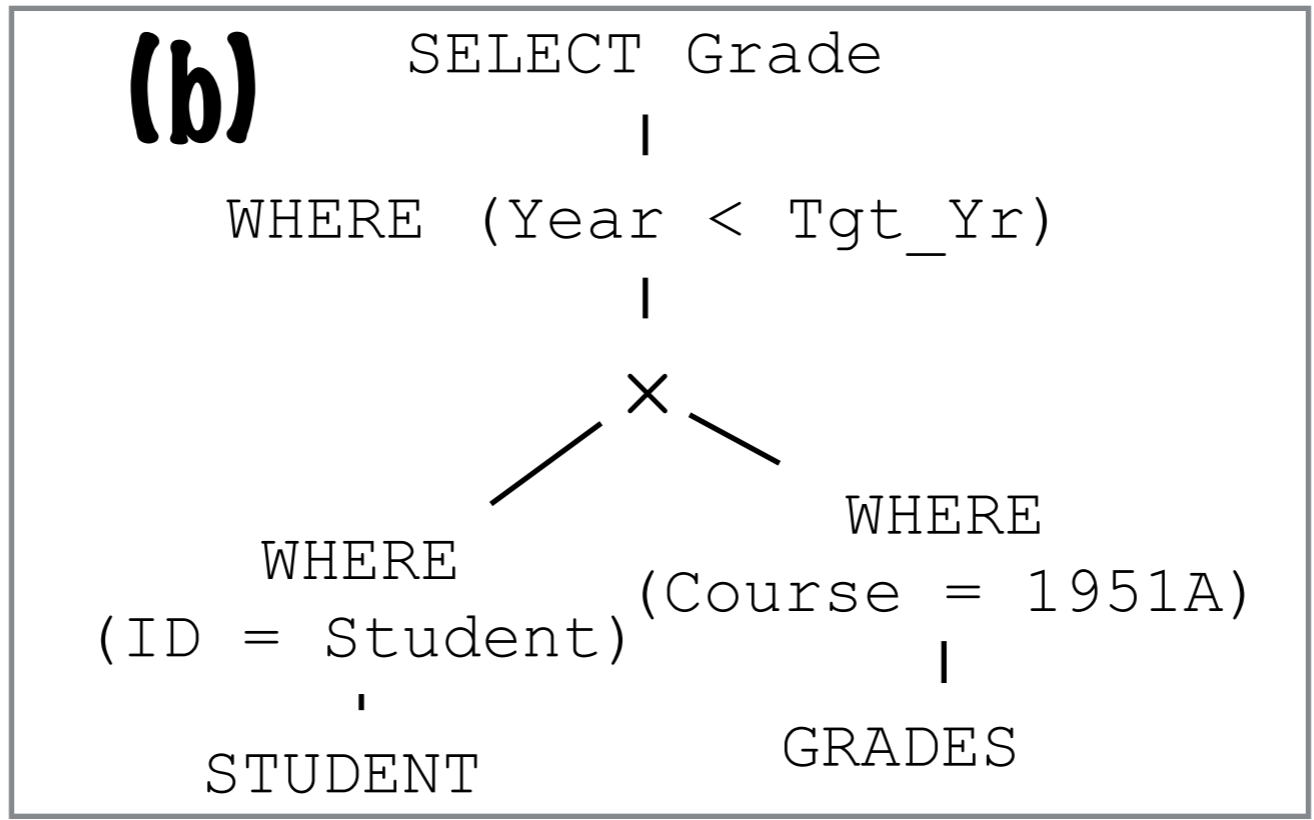 (b)
SELECT Grade
WHERE (Year < Tgt_Yr)
×
WHERE
(ID = Student)
STUDENT
WHERE
(Course = 1951A)
GRADES